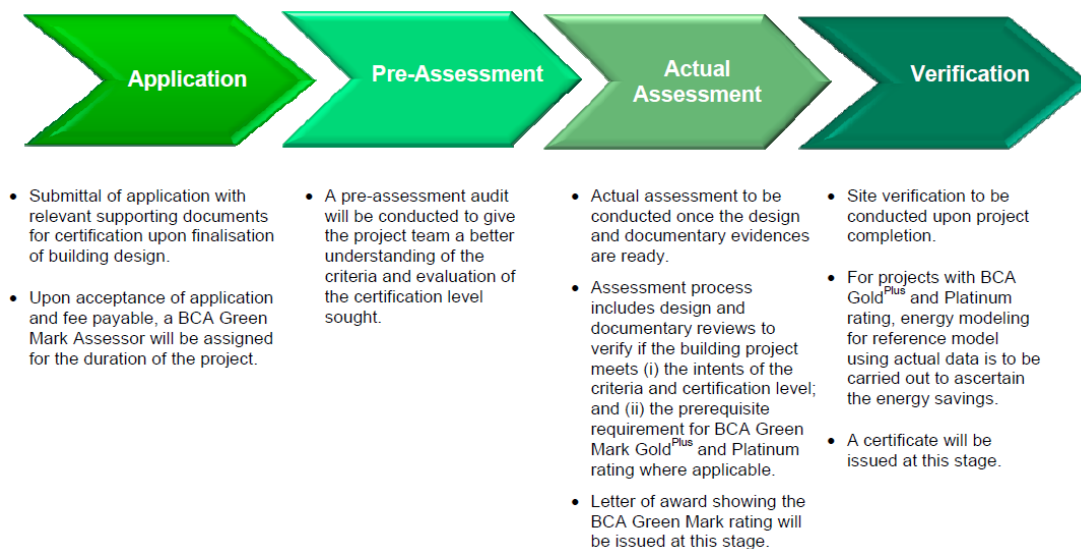 Application
Pre-Assessment
Actual
Assessment
Verification
• Submittal of application with
relevant supporting documents
for certification upon finalisation
of building design.
• Upon acceptance of application
and fee payable, a BCA Green
Mark Assessor will be assigned
for the duration of the project.
• A pre-assessment audit
will be conducted to give
the project team a better
understanding of the
criteria and evaluation of
the certification level
sought.
• Actual assessment to be
conducted once the design
and documentary evidences
are ready.
• Assessment process
includes design and
documentary reviews to
verify if the building project
meets (i) the intents of the
criteria and certification level;
and (ii) the prerequisite
requirement for BCA Green
Mark Gold^Plus and Platinum
rating where applicable.
• Letter of award showing the
BCA Green Mark rating will
be issued at this stage.
• Site verification to be
conducted upon project
completion.
• For projects with BCA
Gold^Plus and Platinum
rating, energy modeling
for reference model
using actual data is to be
carried out to ascertain
the energy savings.
• A certificate will be
issued at this stage.